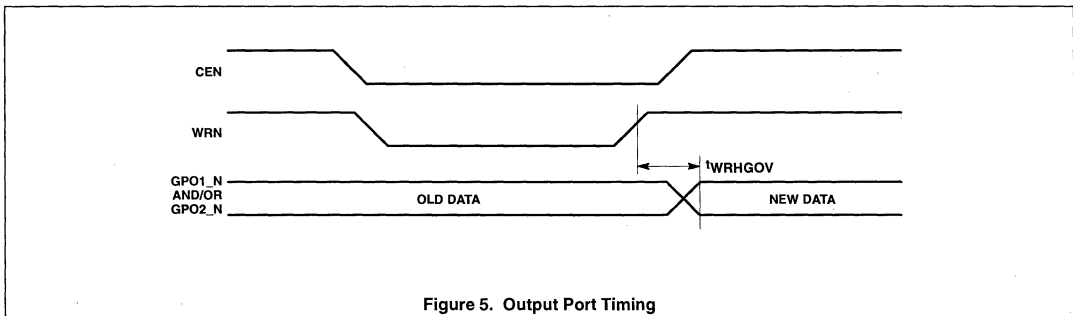 CEN
WRN
tWRHGOV
GPO1_N
AND/OR
GPO2_N
OLD DATA
NEW DATA
Figure 5. Output Port Timing